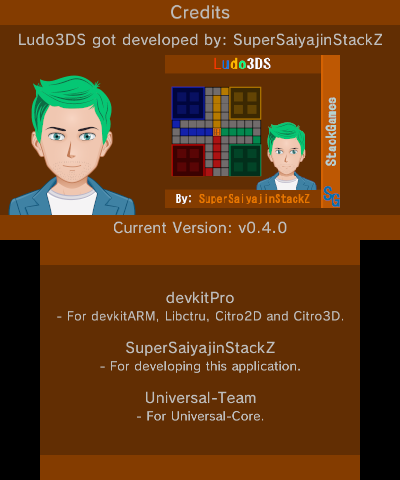 Credits
Ludo3DS got developed by: SuperSaiyajinStackZ
Ludo3DS
StackGames
By: SuperSaiyajinStackZ
SG
Current Version: v0.4.0
devkitPro
- For devkitARM, Libctru, Citro2D and Citro3D.
SuperSaiyajinStackZ
- For developing this application.
Universal-Team
- For Universal-Core.